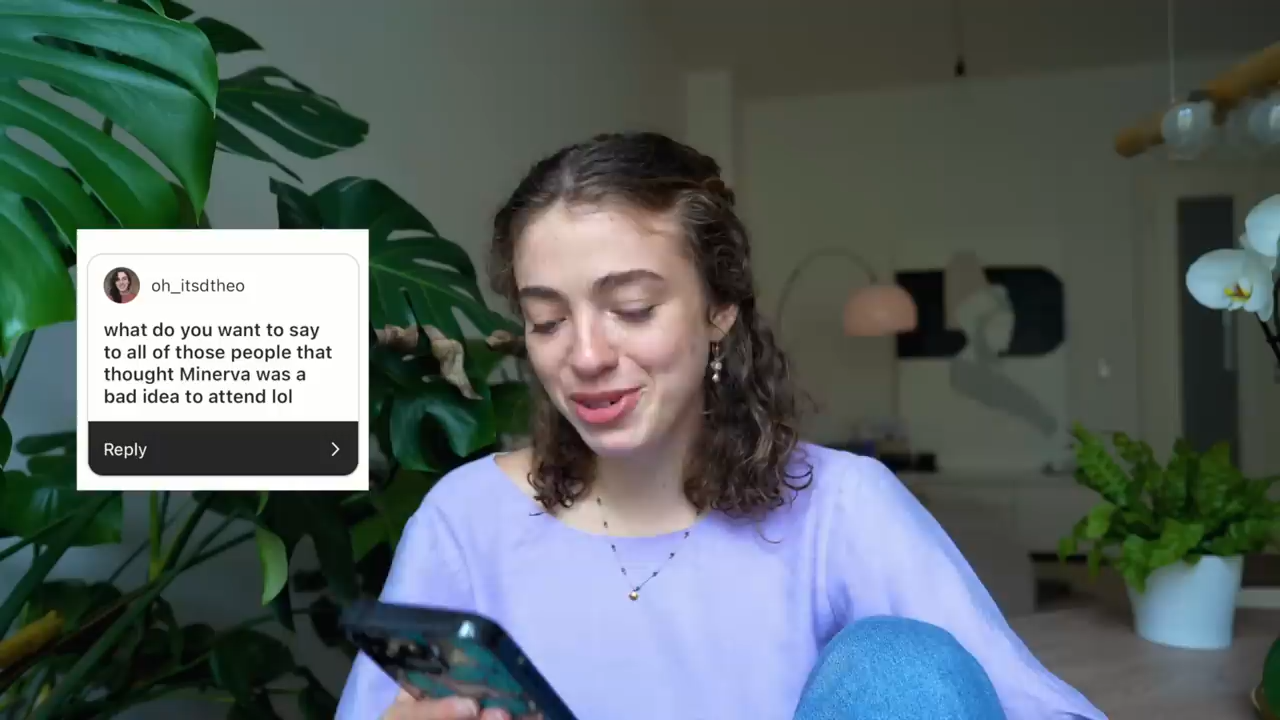 oh_itsdtheo
what do you want to say
to all of those people that
thought Minerva was a
bad idea to attend lol
Reply